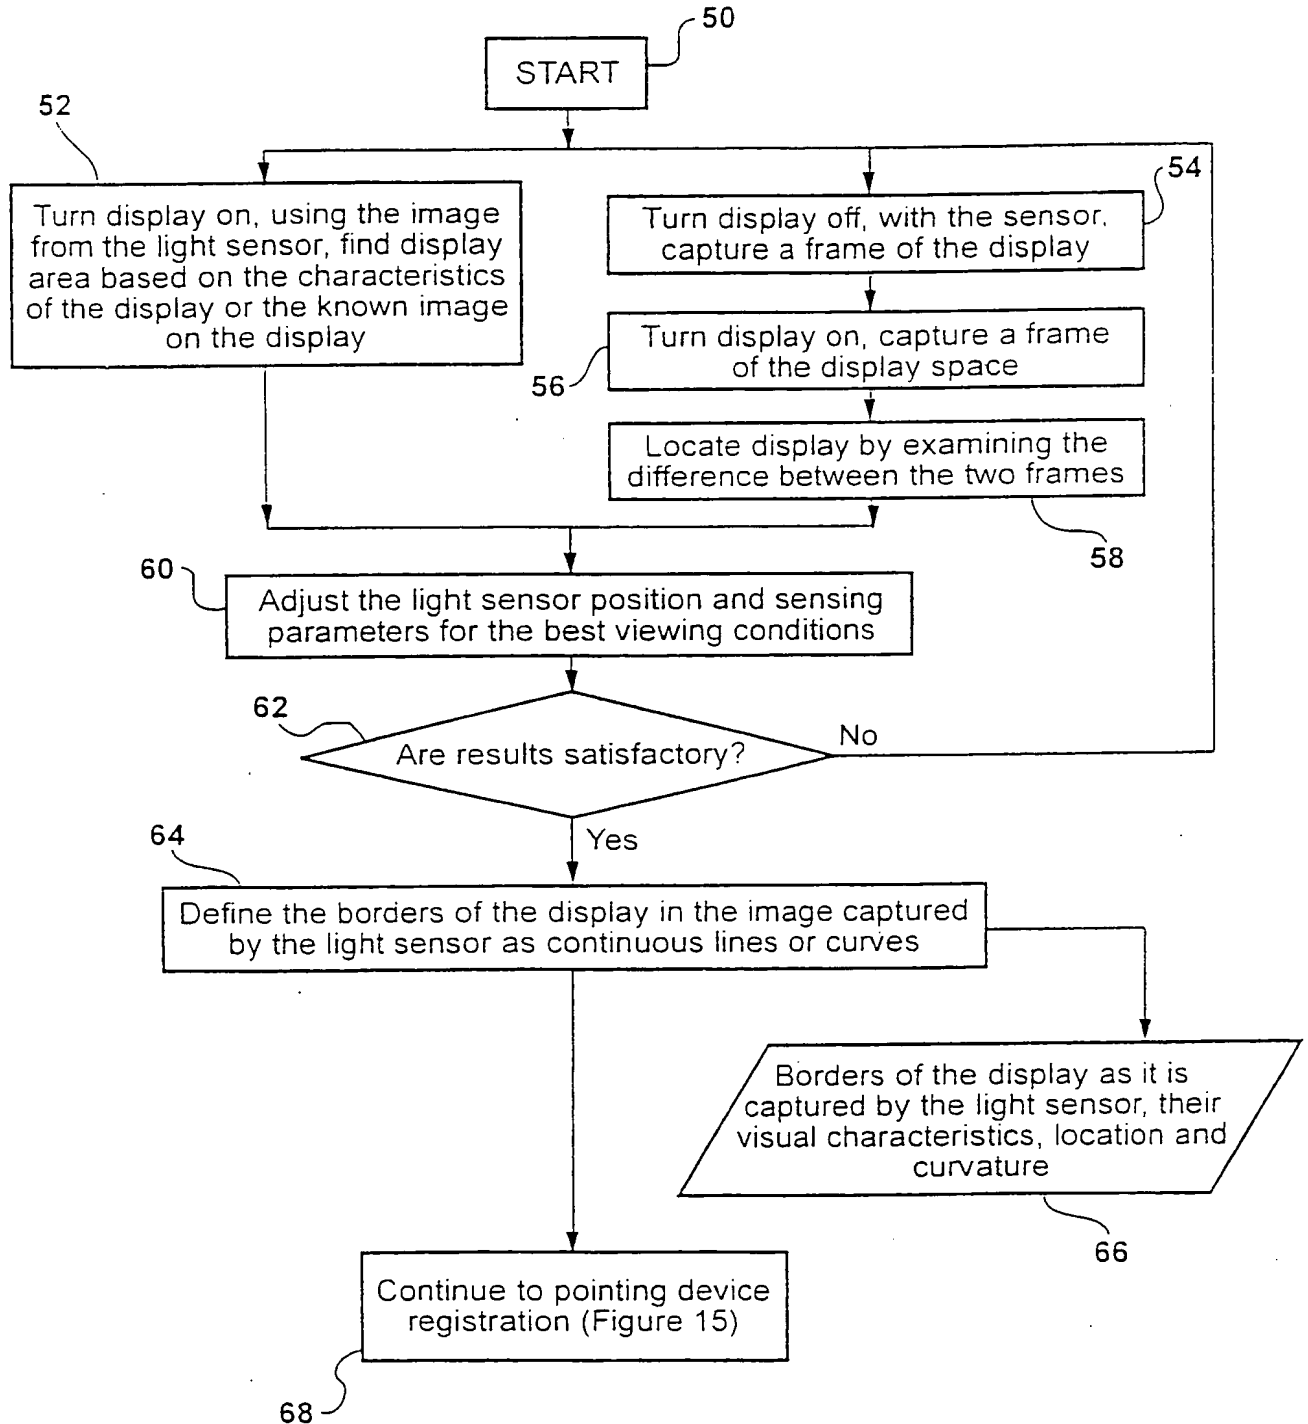 50
START
52
Turn display on, using the image
from the light sensor, find display
area based on the characteristics
of the display or the known image
on the display
54
Turn display off, with the sensor,
capture a frame of the display
56
Turn display on, capture a frame
of the display space
Locate display by examining the
difference between the two frames
58
60
Adjust the light sensor position and sensing
parameters for the best viewing conditions
62
Are results satisfactory?
No
Yes
64
Define the borders of the display in the image captured
by the light sensor as continuous lines or curves
Borders of the display as it is
captured by the light sensor, their
visual characteristics, location and
curvature
66
Continue to pointing device
registration (Figure 15)
68